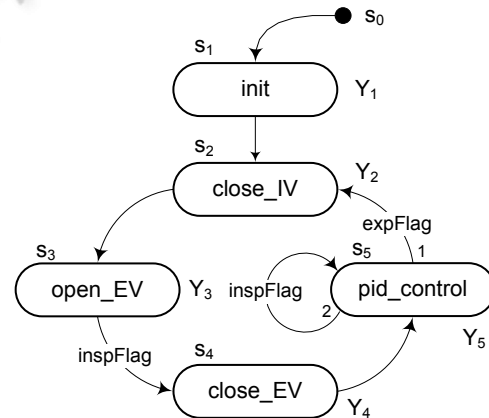 s0
s1
init
Y1
s2
close_IV
Y2
expFlag
s3
s5
1
open_EV
Y3
inspFlag
2
pid_control
Y5
inspFlag
s4
close_EV
Y4